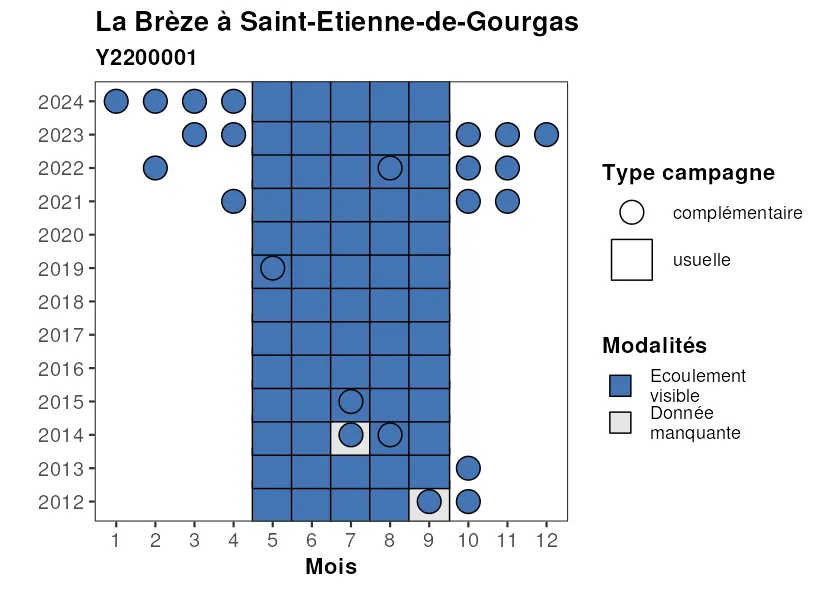 La Brèze à Saint-Etienne-de-Gourgas
Y2200001
2024
2023
2022
2021
2020
2019
2018
2017
2016
2015
2014
2013
2012
1 2 3 4 5 6 7 8 9 10 11 12
Mois
Type campagne
complémentaire
usuelle
Modalités
Ecoulement
visible
Donnée
manquante